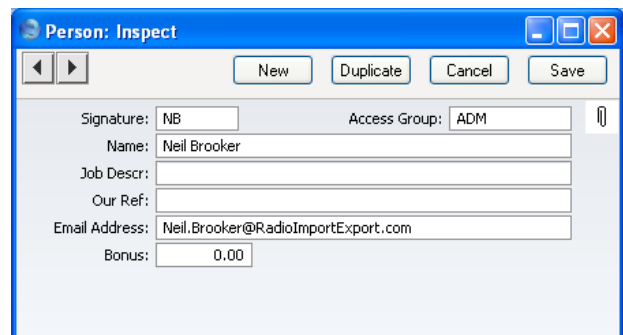 Person: Inspect
New Duplicate Cancel Save
Signature: NB Access Group: ADM
Name: Neil Brooker
Job Descr:
Our Ref:
Email Address: Neil.Brooker@RadioImportExport.com
Bonus: 0.00